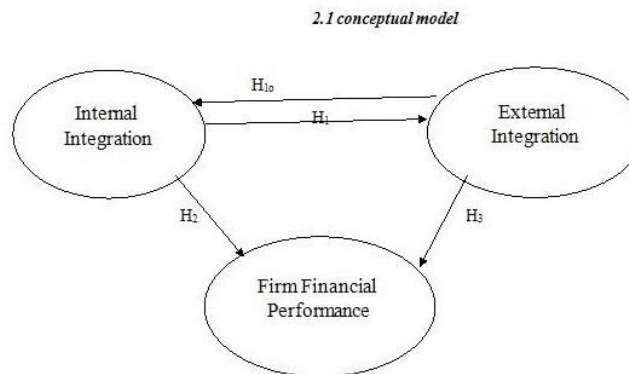 2.1 conceptual model
H₁ₒ
Internal
Integration
External
Integration
H₁
H₂
H₃
Firm Financial
Performance